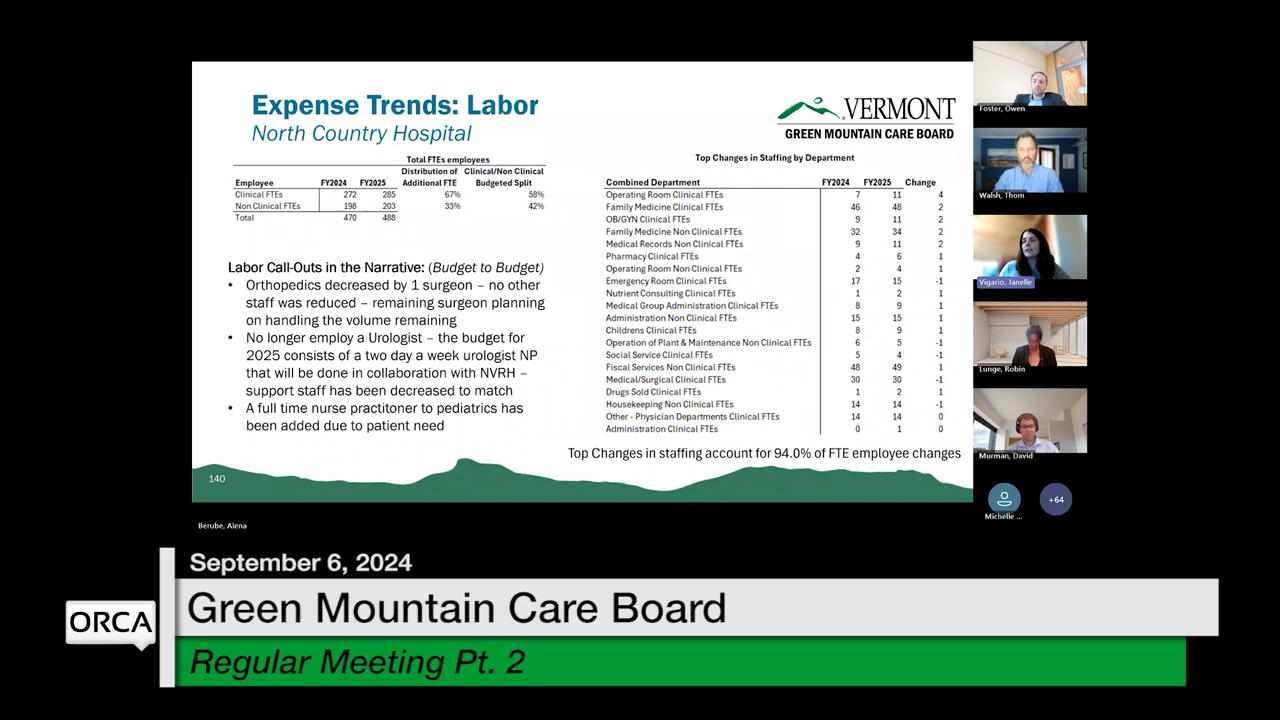 Expense Trends: Labor
North Country Hospital
VERMONT
GREEN MOUNTAIN CARE BOARD
Total FTEs employees
Distribution of Clinical/Non Clinical
Employee FY2024 FY2025 Additional FTE Budgeted Split
Clinical FTEs 272 285 67% 58%
Non Clinical FTEs 198 203 33% 42%
Total 470 488
Labor Call-Outs in the Narrative: (Budget to Budget)
• Orthopedics decreased by 1 surgeon – no other
staff was reduced – remaining surgeon planning
on handling the volume remaining
• No longer employ a Urologist – the budget for
2025 consists of a two day a week urologist NP
that will be done in collaboration with NVRH –
support staff has been decreased to match
• A full time nurse practitoner to pediatrics has
been added due to patient need
Top Changes in Staffing by Department
Combined Department FY2024 FY2025 Change
Operating Room Clinical FTEs 7 11 4
Family Medicine Clinical FTEs 46 48 2
OB/GYN Clinical FTEs 9 11 2
Family Medicine Non Clinical FTEs 32 34 2
Medical Records Non Clinical FTEs 9 11 2
Pharmacy Clinical FTEs 4 6 1
Operating Room Non Clinical FTEs 2 4 1
Emergency Room Clinical FTEs 17 15 -1
Nutrient Consulting Clinical FTEs 1 2 1
Medical Group Administration Clinical FTEs 8 9 1
Administration Non Clinical FTEs 15 15 1
Childrens Clinical FTEs 8 9 1
Operation of Plant & Maintenance Non Clinical FTEs 6 5 -1
Social Service Clinical FTEs 5 4 -1
Fiscal Services Non Clinical FTEs 48 49 1
Medical/Surgical Clinical FTEs 30 30 -1
Drugs Sold Clinical FTEs 1 2 1
Housekeeping Non Clinical FTEs 14 14 -1
Other - Physician Departments Clinical FTEs 14 14 0
Administration Clinical FTEs 0 1 0
Top Changes in staffing account for 94.0% of FTE employee changes
140
Foster, Owen
Walsh, Thom
Vigario, Janelle
Lunge, Robin
Murman, David
Michelle ...
+64
Berube, Alena
September 6, 2024
ORCA
Green Mountain Care Board
Regular Meeting Pt. 2